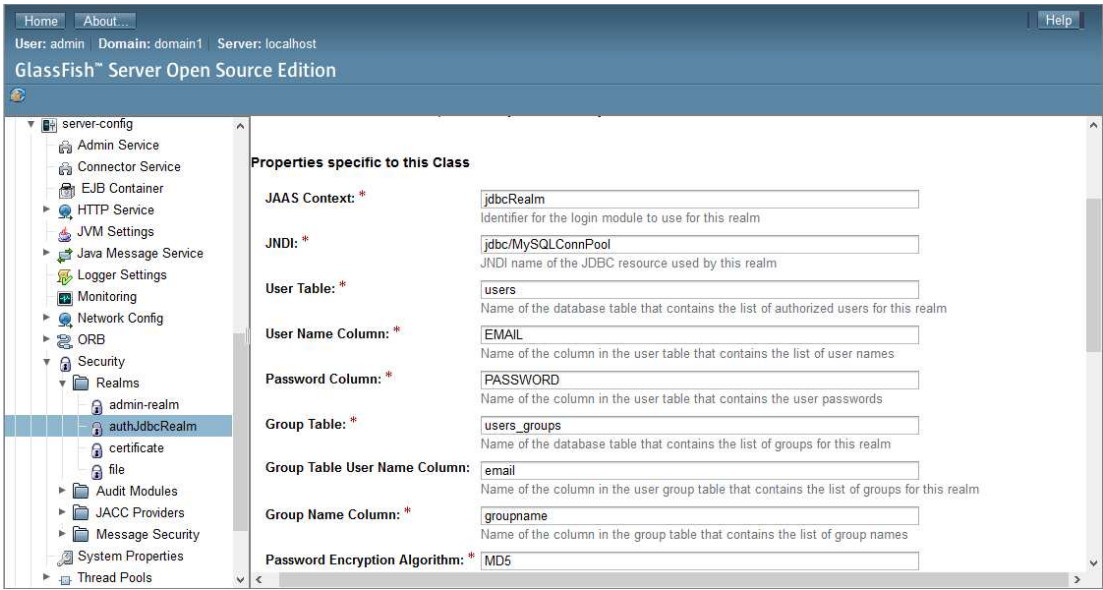 Home About... Help
User: admin Domain: domain1 Server: localhost
GlassFish™ Server Open Source Edition
server-config
Admin Service
Connector Service
EJB Container
HTTP Service
JVM Settings
Java Message Service
Logger Settings
Monitoring
Network Config
ORB
Security
Realms
admin-realm
authJdbcRealm
certificate
file
Audit Modules
JACC Providers
Message Security
System Properties
Thread Pools
Properties specific to this Class
JAAS Context: * jdbcRealm
Identifier for the login module to use for this realm
JNDI: * jdbc/MySQLConnPool
JNDI name of the JDBC resource used by this realm
User Table: * users
Name of the database table that contains the list of authorized users for this realm
User Name Column: * EMAIL
Name of the column in the user table that contains the list of user names
Password Column: * PASSWORD
Name of the column in the user table that contains the user passwords
Group Table: * users_groups
Name of the database table that contains the list of groups for this realm
Group Table User Name Column: email
Name of the column in the user group table that contains the list of groups for this realm
Group Name Column: * groupname
Name of the column in the group table that contains the list of group names
Password Encryption Algorithm: * MD5